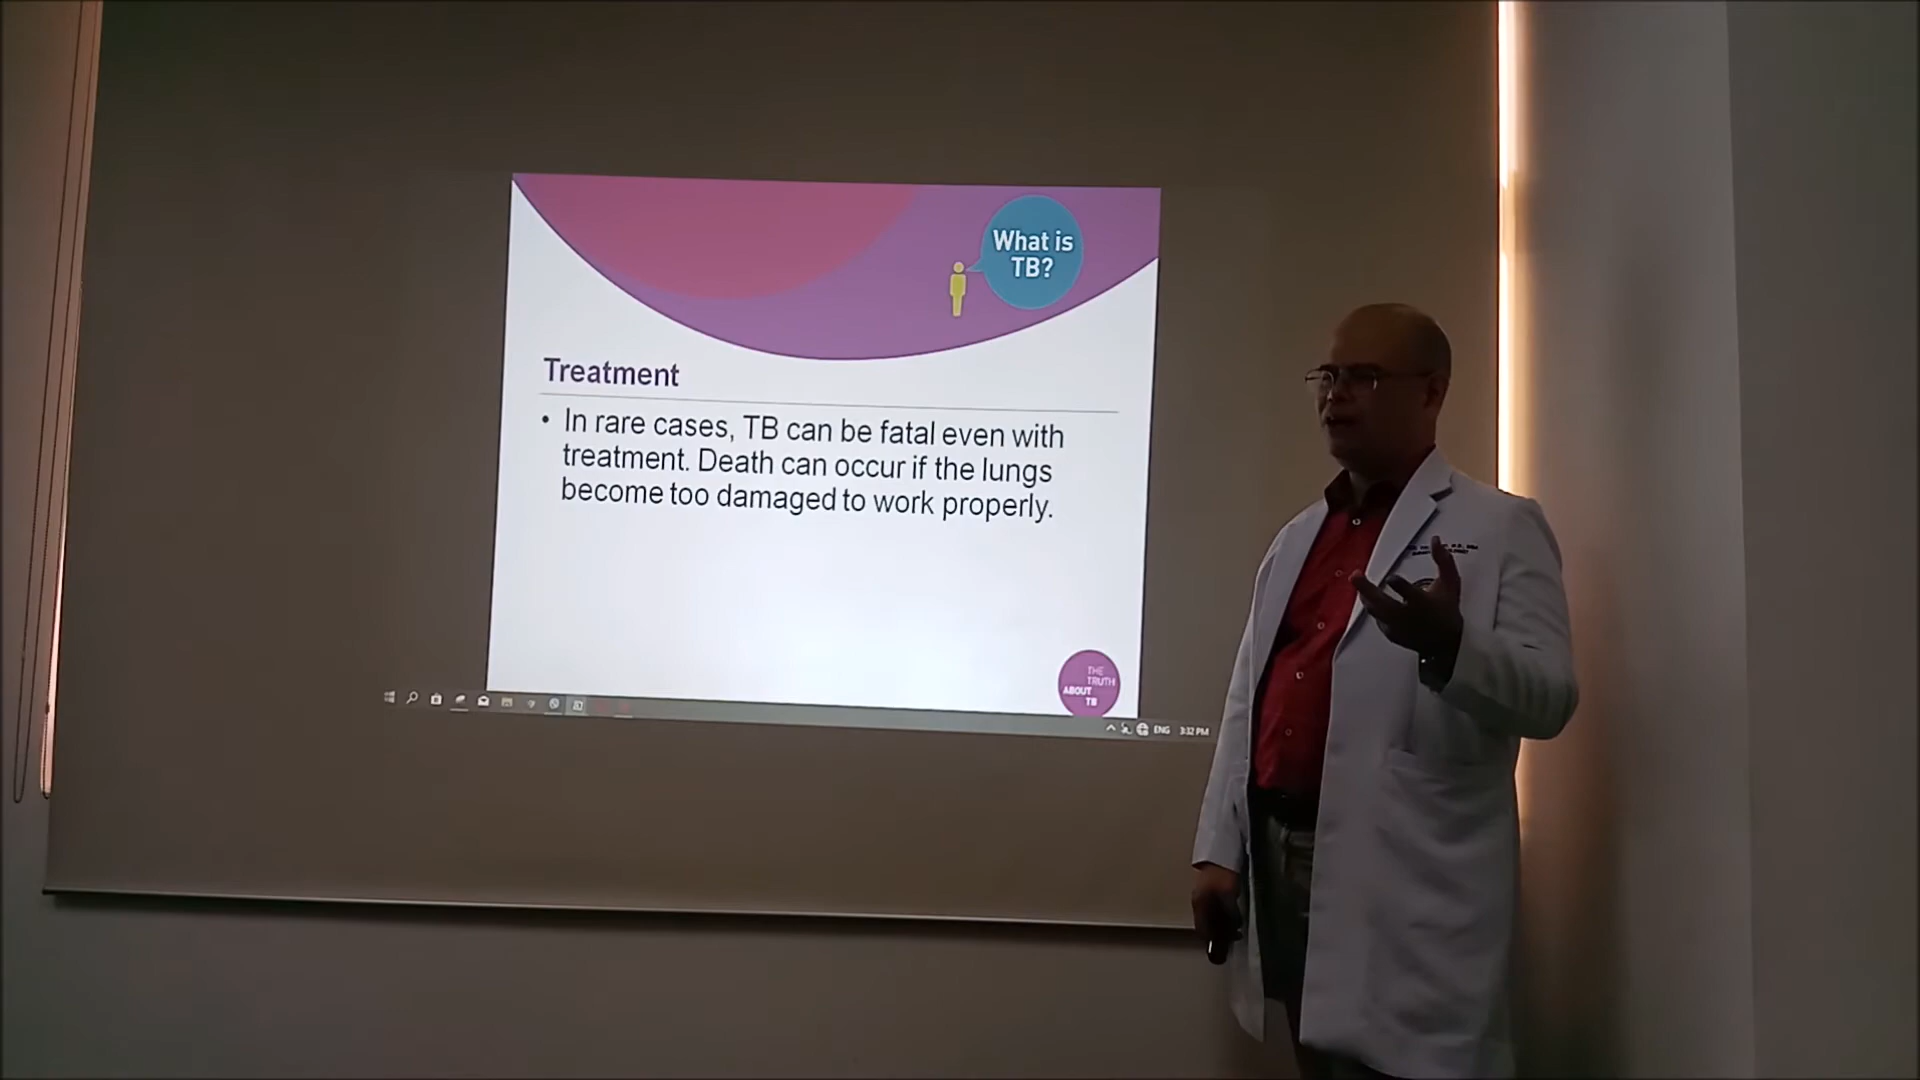 What is
TB?
Treatment
• In rare cases, TB can be fatal even with
treatment. Death can occur if the lungs
become too damaged to work properly.
THE
TRUTH
ABOUT
TB
ENG 3:32 PM